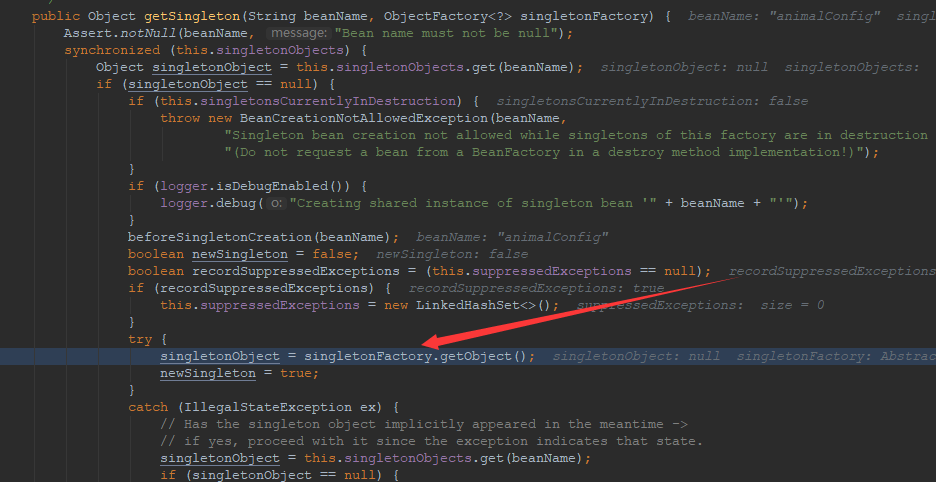 public Object getSingleton(String beanName, ObjectFactory<?> singletonFactory) {  beanName: "animalConfig"  singl
Assert.notNull(beanName,  message: "Bean name must not be null");
synchronized (this.singletonObjects) {
Object singletonObject = this.singletonObjects.get(beanName);  singletonObject: null  singletonObjects:
if (singletonObject == null) {
if (this.singletonsCurrentlyInDestruction) {  singletonsCurrentlyInDestruction: false
throw new BeanCreationNotAllowedException(beanName,
"Singleton bean creation not allowed while singletons of this factory are in destruction
"(Do not request a bean from a BeanFactory in a destroy method implementation!)");
}
if (logger.isDebugEnabled()) {
logger.debug( o: "Creating shared instance of singleton bean '" + beanName + "'");
}
beforeSingletonCreation(beanName);  beanName: "animalConfig"
boolean newSingleton = false;  newSingleton: false
boolean recordSuppressedExceptions = (this.suppressedExceptions == null);  recordSuppressedExceptions
if (recordSuppressedExceptions) {  recordSuppressedExceptions: true
this.suppressedExceptions = new LinkedHashSet<>();  suppressedExceptions:  size = 0
}
try {
singletonObject = singletonFactory.getObject();  singletonObject: null  singletonFactory: Abstrac
newSingleton = true;
}
catch (IllegalStateException ex) {
// Has the singleton object implicitly appeared in the meantime ->
// if yes, proceed with it since the exception indicates that state.
singletonObject = this.singletonObjects.get(beanName);
if (singletonObject == null) {